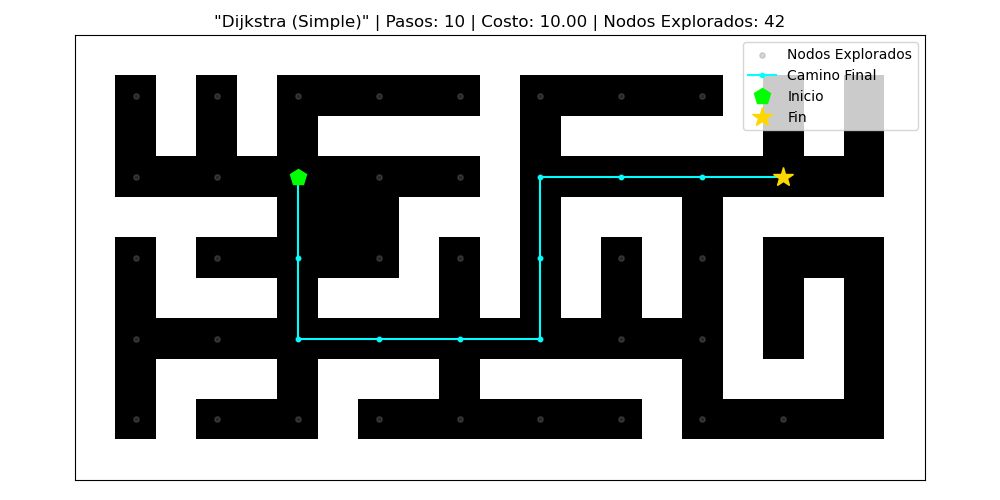 "Dijkstra (Simple)" | Pasos: 10 | Costo: 10.00 | Nodos Explorados: 42
Nodos Explorados
Camino Final
Inicio
Fin